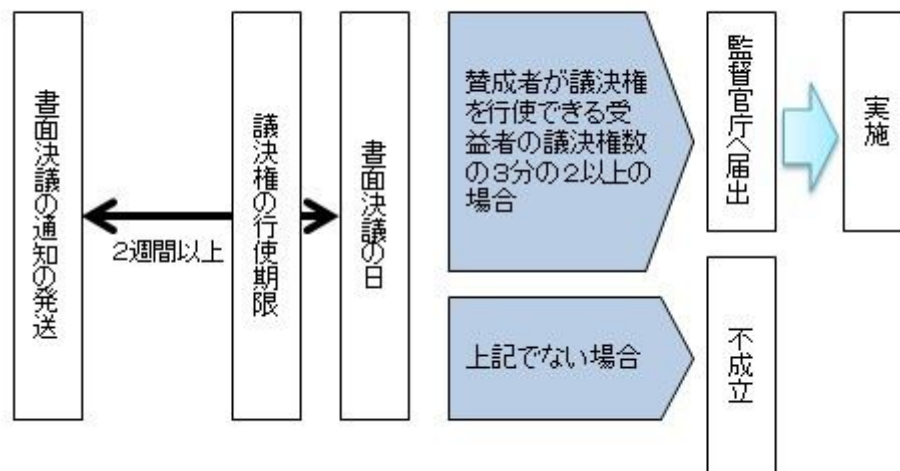 書面決議の通知の発送
2週間以上
議決権の行使期限
書面決議の日
賛成者が議決権
を行使できる受
益者の議決権数
の3分の2以上の
場合
監督官庁へ届出
実施
上記でない場合
不成立